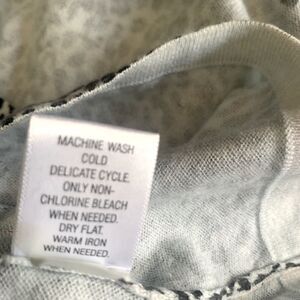 MACHINE WASH
COLD
DELICATE CYCLE.
ONLY NON-
CHLORINE BLEACH
WHEN NEEDED.
DRY FLAT.
WARM IRON
WHEN NEEDED.